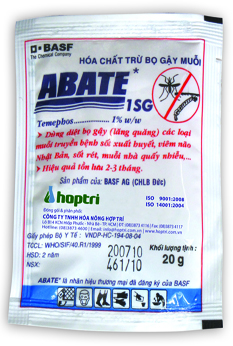 BASF
The Chemical Company
HÓA CHẤT TRỪ BỌ GẬY MUỖI
ABATE*
1SG
Temephos.................1% w/w
• Dùng diệt bọ gậy (lăng quăng) các loại
muỗi truyền bệnh sốt xuất huyết, viêm não
Nhật Bản, sốt rét, muỗi nhà quấy nhiễu,...
• Hiệu quả tồn lưu 2-3 tháng.
Sản phẩm của: BASF AG (CHLB Đức)
hoptri
ISO 9001:2008
ISO 14001:2004
Đóng gói & phân phối
CÔNG TY TNHH HÓA NÔNG HỢP TRÍ
www.hoptri.com.vn
Giấy phép Bộ Y Tế : VNDP-HC-194-08-04
TCCL: WHO/SIF/40.R1/1999
HSD: 2 năm
200710
Khối lượng tịnh:
NSX:
461/10
20 g
ABATE* là nhãn hiệu thương mại đã đăng ký của BASF